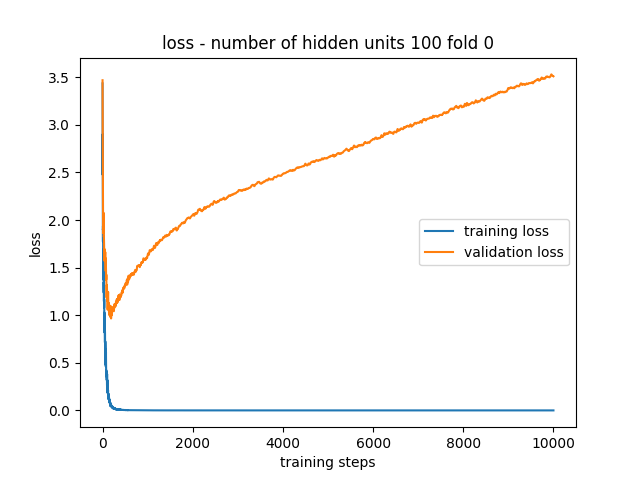 loss - number of hidden units 100 fold 0
3.5
3.0
2.5
2.0
1.5
1.0
0.5
0.0
loss
training loss
validation loss
0 2000 4000 6000 8000 10000
training steps